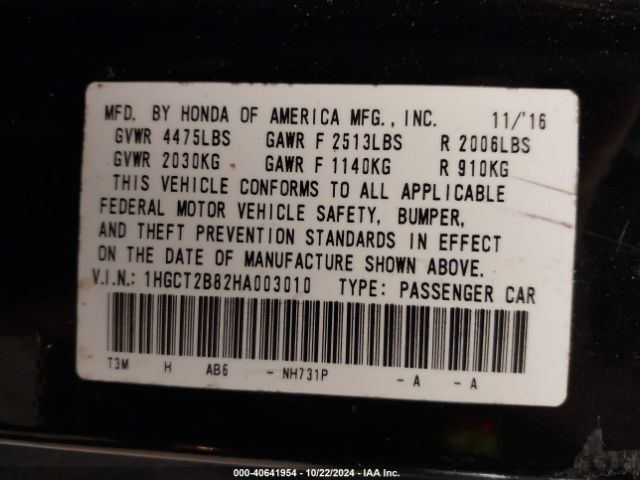 MFD. BY HONDA OF AMERICA MFG., INC. 11/'16
GVWR 4475LBS GAWR F 2513LBS R 2006LBS
GVWR 2030KG GAWR F 1140KG R 910KG
THIS VEHICLE CONFORMS TO ALL APPLICABLE
FEDERAL MOTOR VEHICLE SAFETY, BUMPER,
AND THEFT PREVENTION STANDARDS IN EFFECT
ON THE DATE OF MANUFACTURE SHOWN ABOVE.
V.I.N.: 1HGCT2B82HA003010 TYPE: PASSENGER CAR
T3M H AB6 - NH731P - A - A
000-40641954 - 10/22/2024 - IAA Inc.